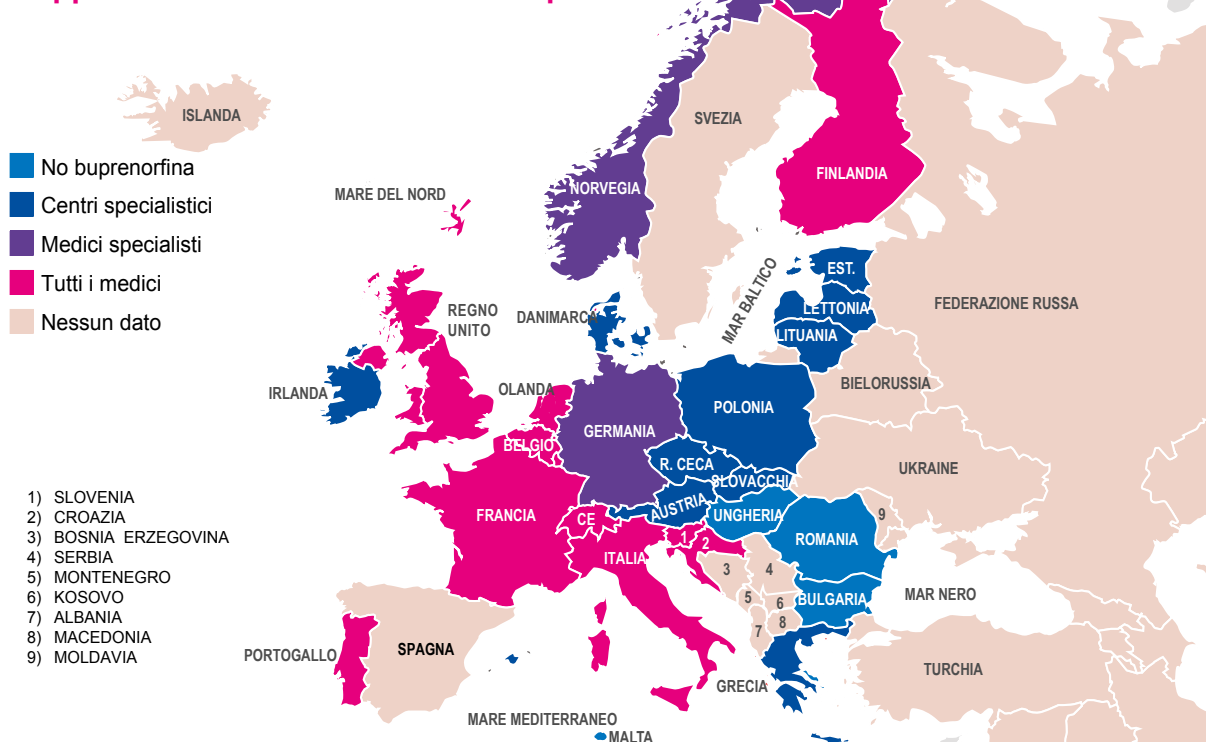 ISLANDA
No buprenorfina
Centri specialistici
Medici specialisti
Tutti i medici
Nessun dato
MARE DEL NORD
NORVEGIA
SVEZIA
FINLANDIA
MAR BALTICO
EST.
LETTONIA
LITUANIA
FEDERAZIONE RUSSA
REGNO
UNITO
DANIMARCA
IRLANDA
OLANDA
BELGIO
GERMANIA
POLONIA
BIELORUSSIA
R. CECA
SLOVACCHIA
UKRAINE
AUSTRIA
UNGHERIA
FRANCIA
CE
ITALIA
1
2
3
4
5
6
7
8
9
ROMANIA
BULGARIA
MAR NERO
1) SLOVENIA
2) CROAZIA
3) BOSNIA ERZEGOVINA
4) SERBIA
5) MONTENEGRO
6) KOSOVO
7) ALBANIA
8) MACEDONIA
9) MOLDAVIA
PORTOGALLO
SPAGNA
GRECIA
TURCHIA
MARE MEDITERRANEO
MALTA